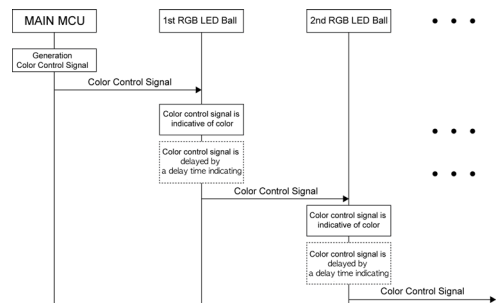 MAIN MCU
1st RGB LED Ball
2nd RGB LED Ball
Generation
Color Control Signal
Color Control Signal
Color control signal is
indicative of color
Color control signal is
delayed by
a delay time indicating
Color Control Signal
Color control signal is
indicative of color
Color control signal is
delayed by
a delay time indicating
Color Control Signal